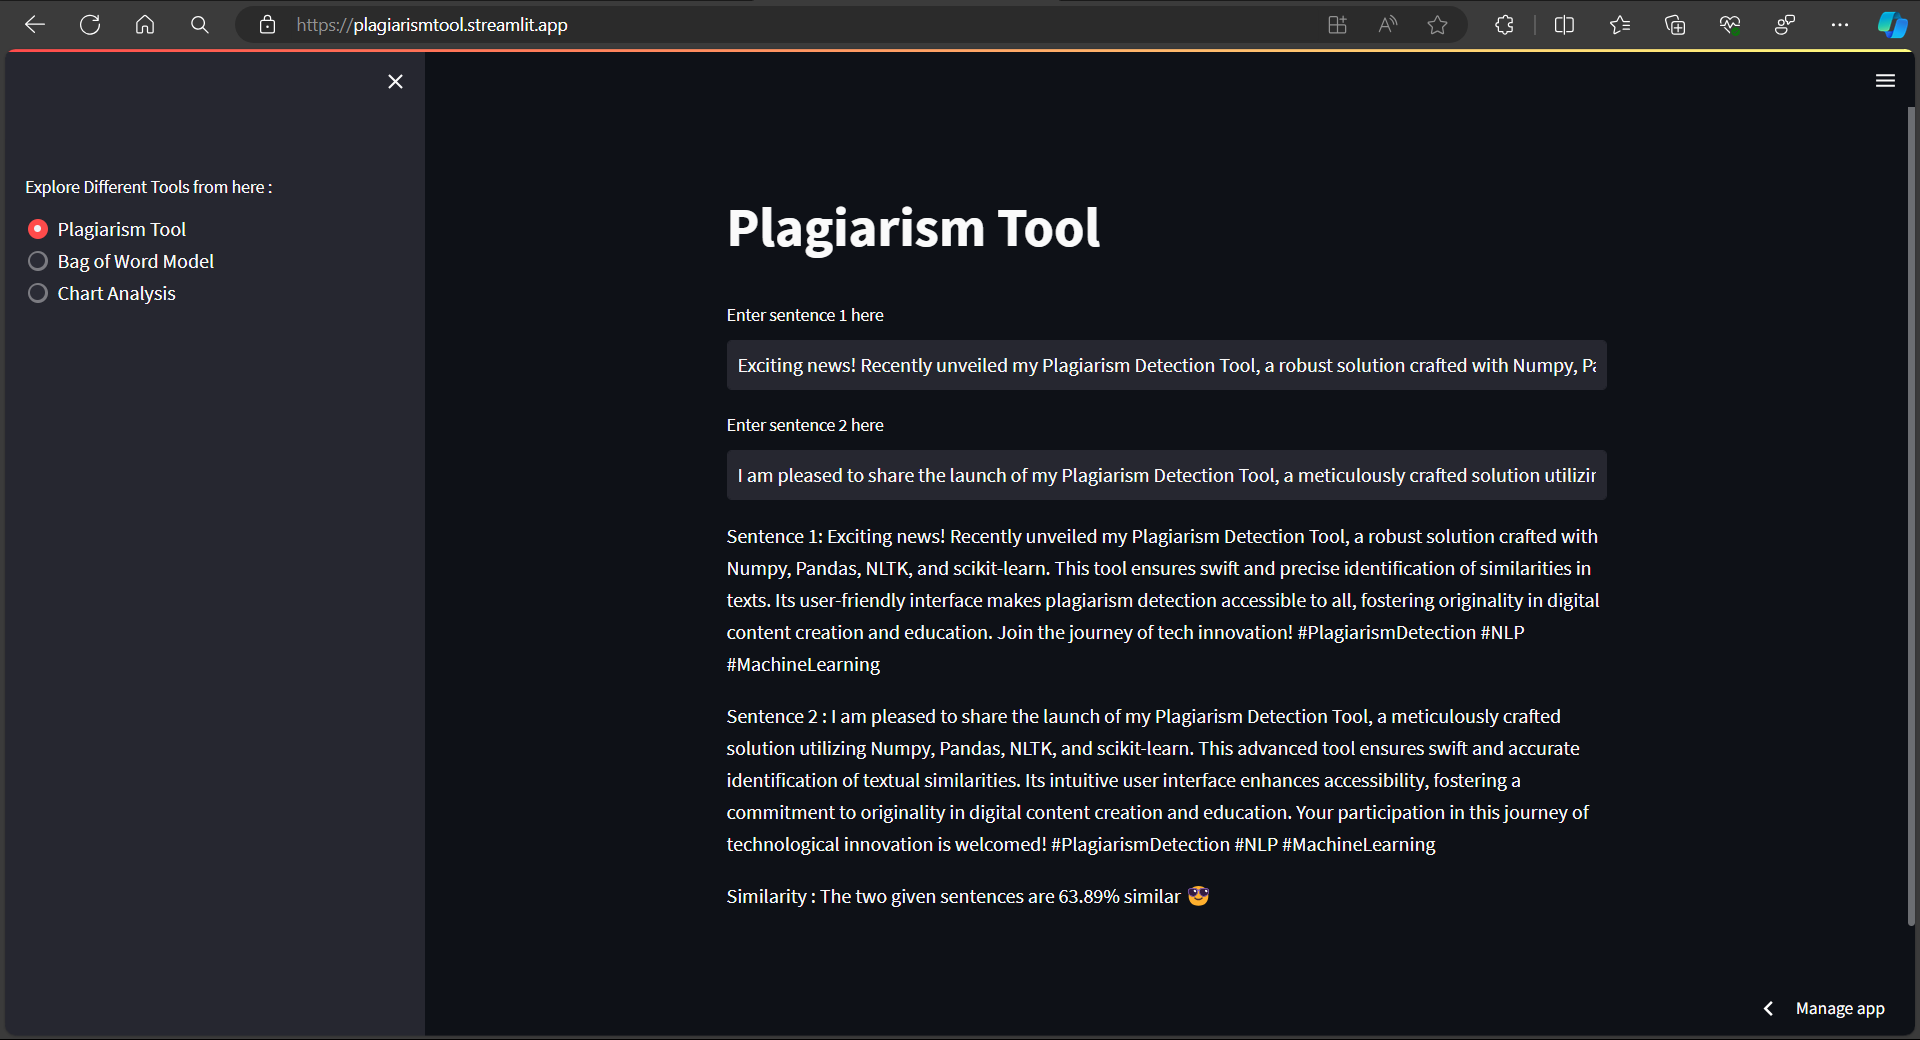 https://plagiarismtool.streamlit.app
Explore Different Tools from here :
Plagiarism Tool
Bag of Word Model
Chart Analysis
Plagiarism Tool
Enter sentence 1 here
Exciting news! Recently unveiled my Plagiarism Detection Tool, a robust solution crafted with Numpy, Pa
Enter sentence 2 here
I am pleased to share the launch of my Plagiarism Detection Tool, a meticulously crafted solution utilizin
Sentence 1: Exciting news! Recently unveiled my Plagiarism Detection Tool, a robust solution crafted with
Numpy, Pandas, NLTK, and scikit-learn. This tool ensures swift and precise identification of similarities in
texts. Its user-friendly interface makes plagiarism detection accessible to all, fostering originality in digital
content creation and education. Join the journey of tech innovation! #PlagiarismDetection #NLP
#MachineLearning
Sentence 2 : I am pleased to share the launch of my Plagiarism Detection Tool, a meticulously crafted
solution utilizing Numpy, Pandas, NLTK, and scikit-learn. This advanced tool ensures swift and accurate
identification of textual similarities. Its intuitive user interface enhances accessibility, fostering a
commitment to originality in digital content creation and education. Your participation in this journey of
technological innovation is welcomed! #PlagiarismDetection #NLP #MachineLearning
Similarity : The two given sentences are 63.89% similar 😎
Manage app